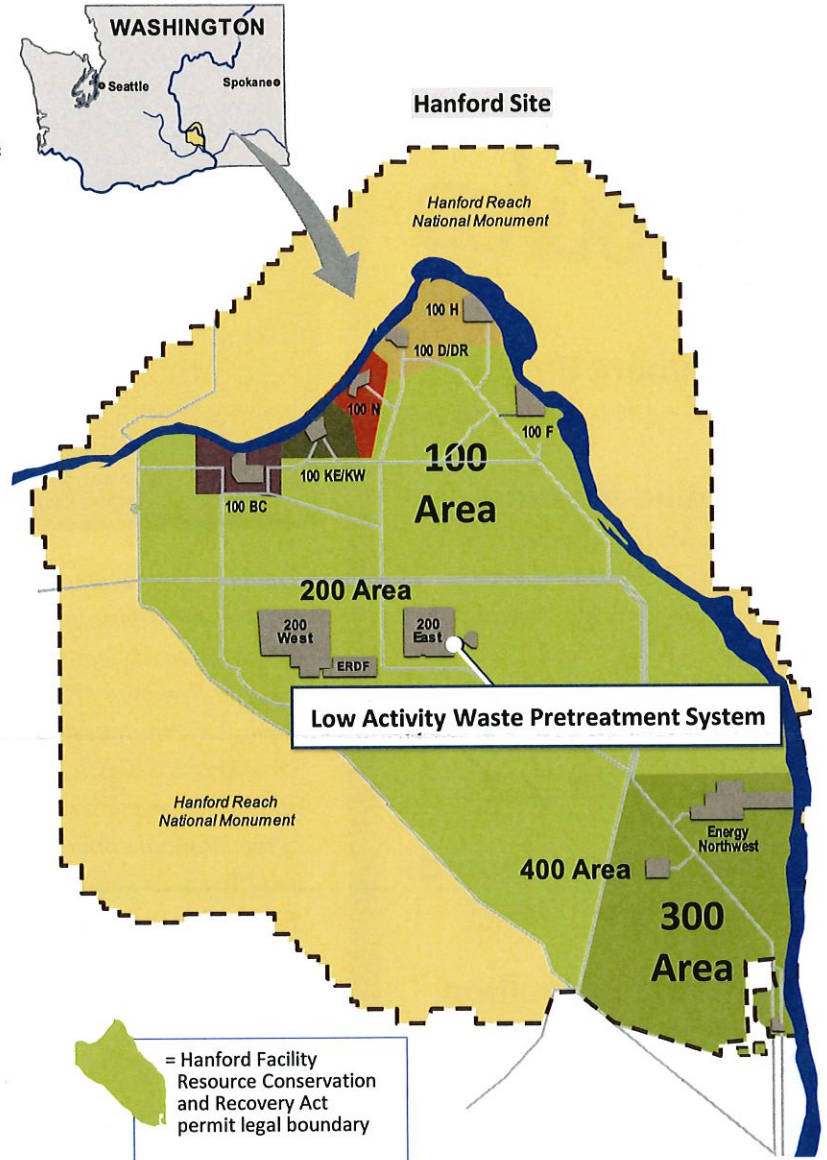 WASHINGTON
Seattle
Spokane
Hanford Site
Hanford Reach
National Monument
100 H
100 D/DR
100 N
100 F
100 KE/KW
100 BC
100
Area
200 Area
200
West
200
East
ERDF
Low Activity Waste Pretreatment System
Hanford Reach
National Monument
Energy
Northwest
400 Area
300
Area
= Hanford Facility
Resource Conservation
and Recovery Act
permit legal boundary